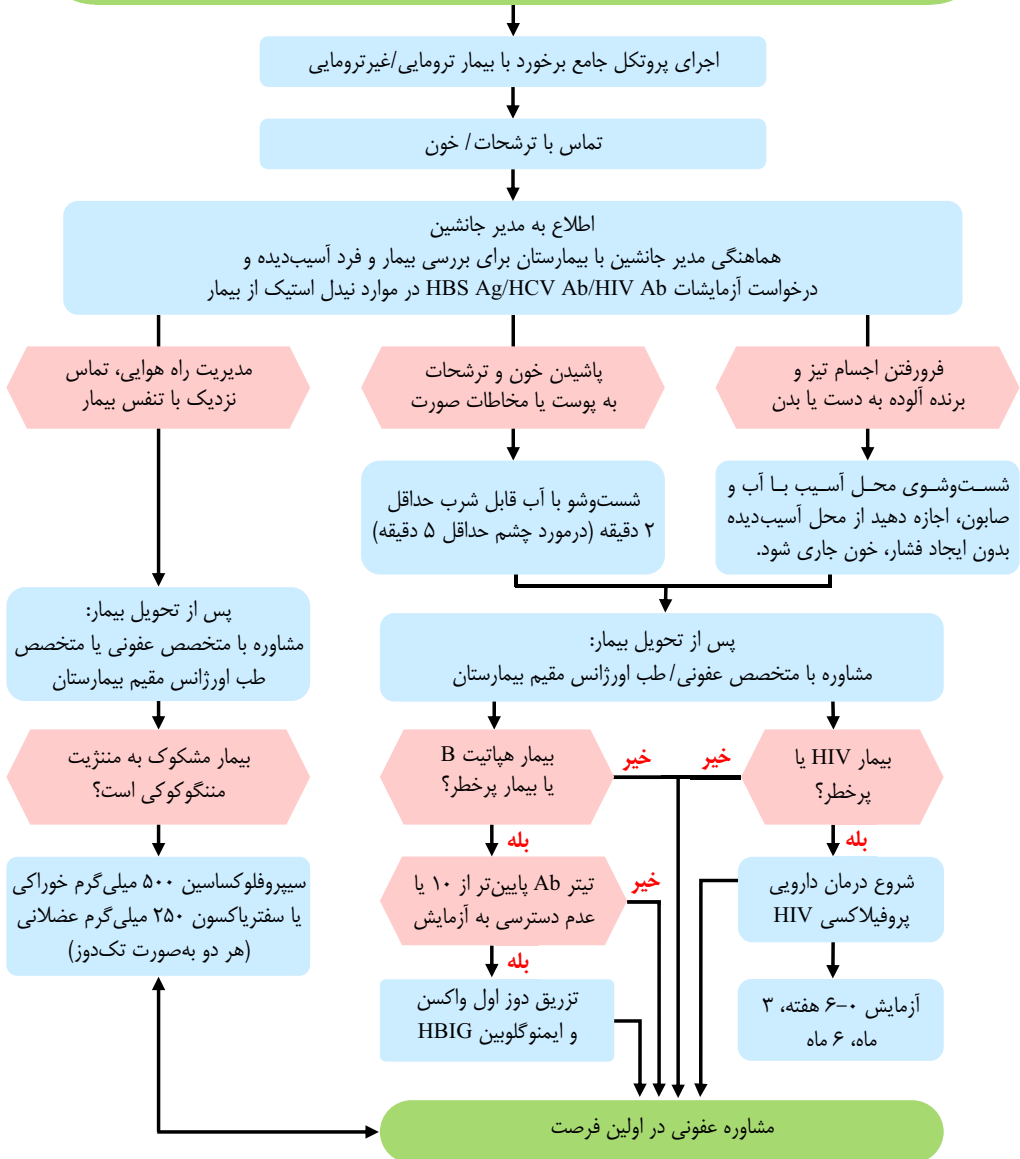 اجرای پروتکل جامع برخورد با بیمار ترومایی/غیرترومایی
تماس با ترشحات/ خون
اطلاع به مدیر جانشین
هماهنگی مدیر جانشین با بیمارستان برای بررسی بیمار و فرد آسیب‌دیده و
درخواست آزمایشات HBS Ag/HCV Ab/HIV Ab در موارد نیدل استیک از بیمار
فرورفتن اجسام تیز و
برنده آلوده به دست یا بدن
پاشیدن خون و ترشحات
به پوست یا مخاطات صورت
مدیریت راه هوایی، تماس
نزدیک با تنفس بیمار
شست‌وشوی محل آسیب با آب و
صابون، اجازه دهید از محل آسیب‌دیده
بدون ایجاد فشار، خون جاری شود.
شست‌وشو با آب قابل شرب حداقل
۲ دقیقه (درمورد چشم حداقل ۵ دقیقه)
پس از تحویل بیمار:
مشاوره با متخصص عفونی/طب اورژانس مقیم بیمارستان
پس از تحویل بیمار:
مشاوره با متخصص عفونی یا متخصص
طب اورژانس مقیم بیمارستان
بیمار HIV یا
پرخطر؟
خیر
خیر
بیمار هپاتیت B
یا بیمار پرخطر؟
بیمار مشکوک به مننژیت
مننگوکوکی است؟
بله
بله
شروع درمان دارویی
پروفیلاکسی HIV
خیر
تیتر Ab پایین‌تر از ۱۰ یا
عدم دسترسی به آزمایش
سیپروفلوکساسین ۵۰۰ میلی‌گرم خوراکی
یا سفتریاکسون ۲۵۰ میلی‌گرم عضلانی
(هر دو به‌صورت تک‌دوز)
بله
آزمایش ۰–۶ هفته، ۳
ماه، ۶ ماه
تزریق دوز اول واکسن
و ایمنوگلوبین HBIG
مشاوره عفونی در اولین فرصت